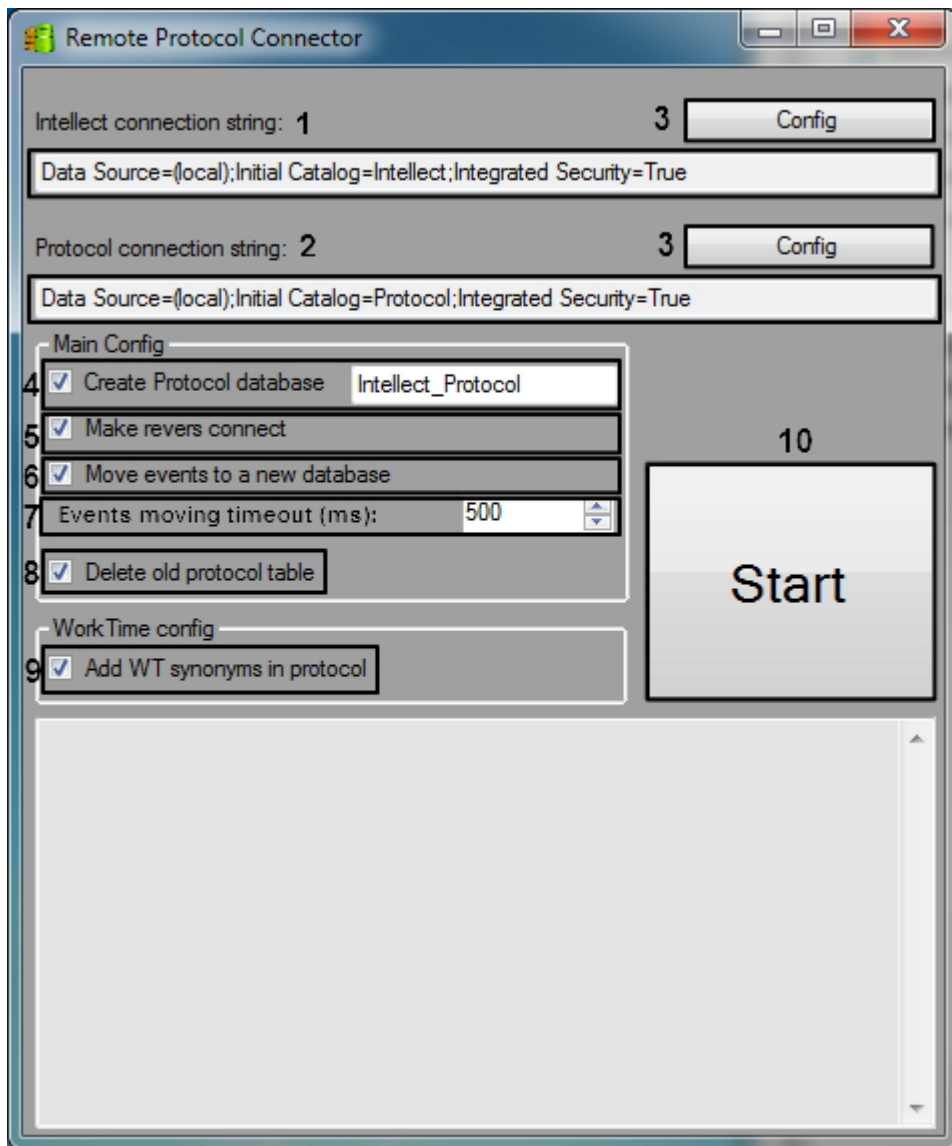 Remote Protocol Connector
Intellect connection string: 1
3 Config
Data Source=(local);Initial Catalog=Intellect;Integrated Security=True
Protocol connection string: 2
3 Config
Data Source=(local);Initial Catalog=Protocol;Integrated Security=True
Main Config
4 Create Protocol database Intellect_Protocol
5 Make revers connect
6 Move events to a new database
7 Events moving timeout (ms): 500
8 Delete old protocol table
10
Start
WorkTime config
9 Add WT synonyms in protocol